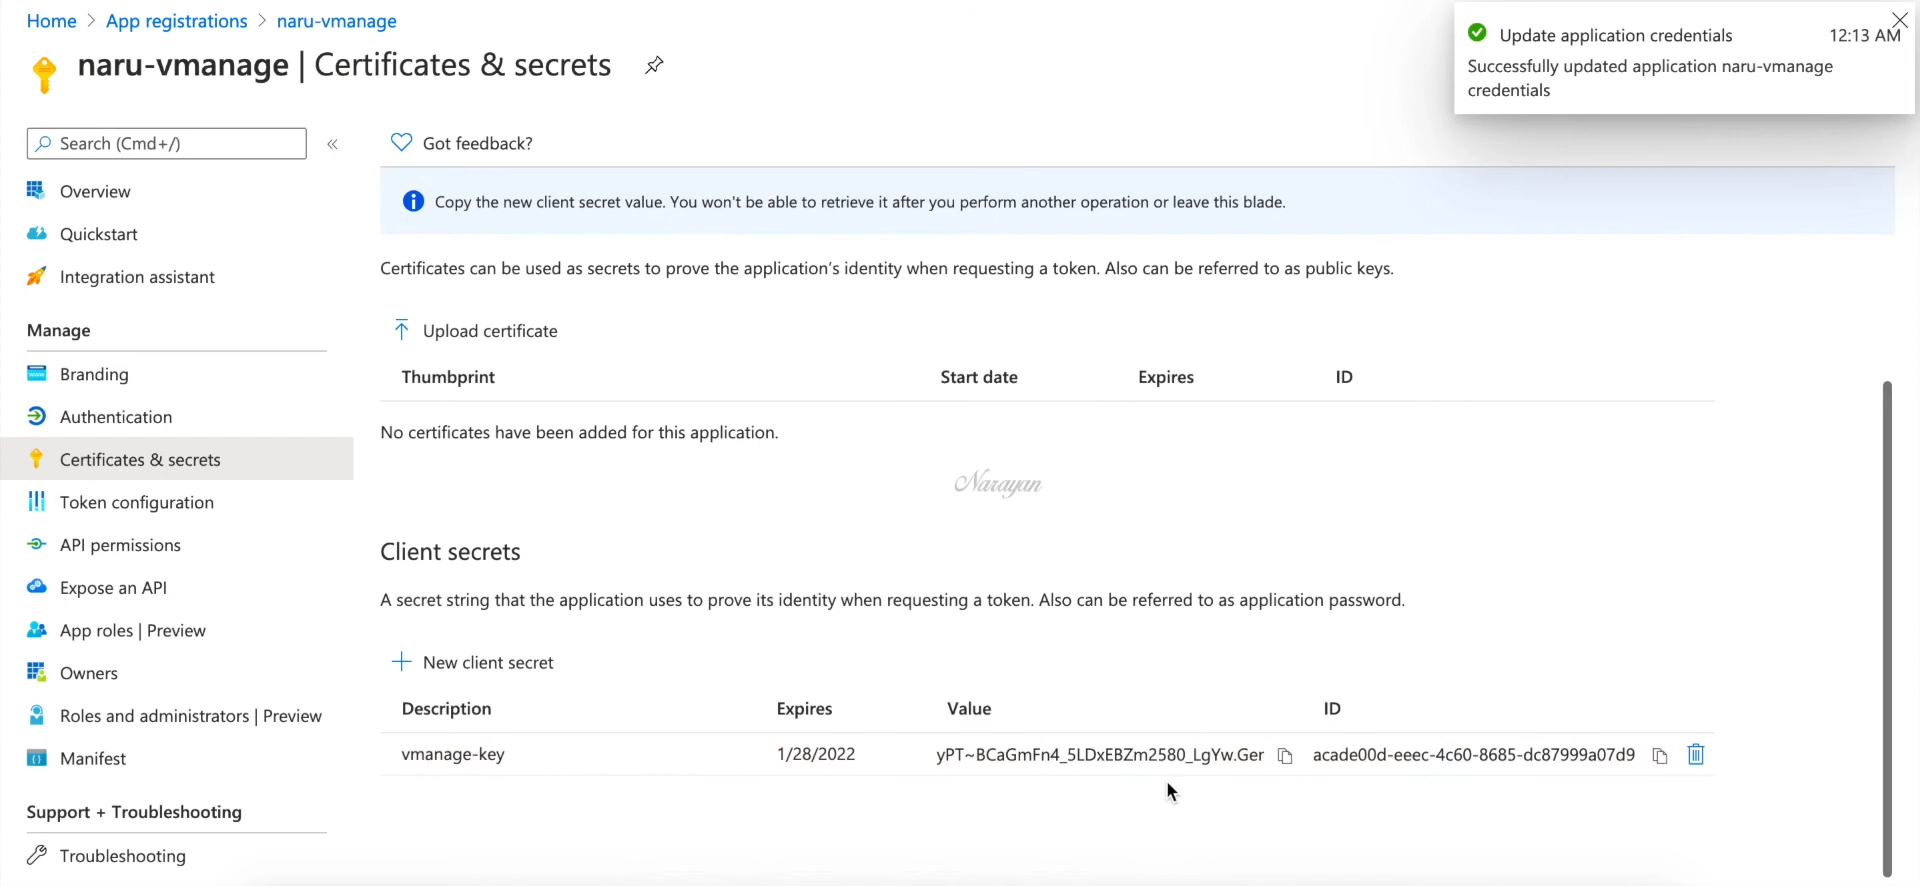 Home > App registrations > naru-vmanage
naru-vmanage | Certificates & secrets
Update application credentials 12:13 AM
Successfully updated application naru-vmanage
credentials
Search (Cmd+/)
«
Got feedback?
Copy the new client secret value. You won't be able to retrieve it after you perform another operation or leave this blade.
Overview
Quickstart
Integration assistant
Manage
Branding
Authentication
Certificates & secrets
Token configuration
API permissions
Expose an API
App roles | Preview
Owners
Roles and administrators | Preview
Manifest
Support + Troubleshooting
Troubleshooting
Certificates can be used as secrets to prove the application's identity when requesting a token. Also can be referred to as public keys.
Upload certificate
Thumbprint Start date Expires ID
No certificates have been added for this application.
Narayan
Client secrets
A secret string that the application uses to prove its identity when requesting a token. Also can be referred to as application password.
New client secret
Description Expires Value ID
vmanage-key 1/28/2022 yPT~BCaGmFn4_5LDxEBZm2580_LgYw.Ger acade00d-eeec-4c60-8685-dc87999a07d9